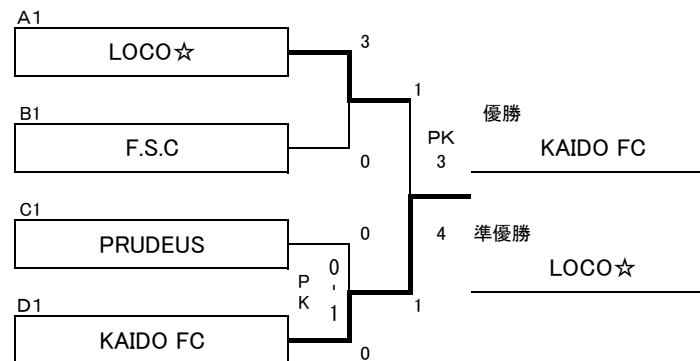 A1
LOCO☆
3
1
B1
F.S.C
0
優勝
PK
3
KAIDO FC
C1
PRUDEUS
0
PK
0
'
1
4
準優勝
LOCO☆
D1
KAIDO FC
0
1